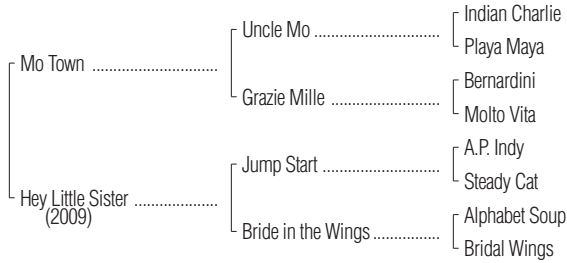 Indian Charlie
Uncle Mo ........................................
Playa Maya
Mo Town ........................................
Bernardini
Grazie Mille ...................................
Molto Vita
A.P. Indy
Jump Start .....................................
Steady Cat
Hey Little Sister ..................
(2009)
Alphabet Soup
Bride in the Wings .....................
Bridal Wings